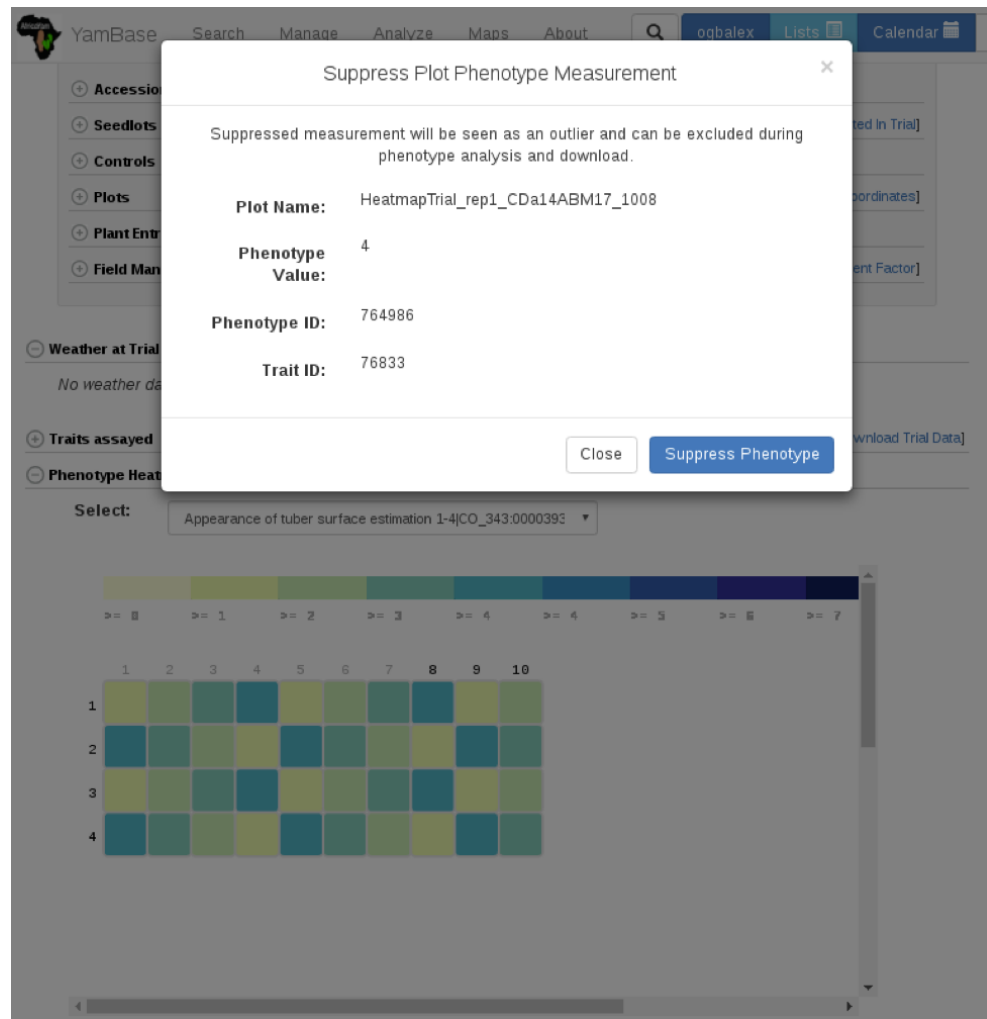 YamBase Search Manage Analyze Maps About ogbalex Lists Calendar
Suppress Plot Phenotype Measurement ×
Accessio
Seedlots ted In Trial]
Suppressed measurement will be seen as an outlier and can be excluded during
phenotype analysis and download.
Controls
Plots oordinates]
Plot Name: HeatmapTrial_rep1_CDa14ABM17_1008
Plant Entr
Phenotype
Value: 4
Field Man ent Factor]
Phenotype ID: 764986
Weather at Trial
Trait ID: 76833
No weather da
Traits assayed wnload Trial Data]
Close Suppress Phenotype
Phenotype Heat
Select: Appearance of tuber surface estimation 1-4|CO_343:0000393
>= 0 >= 1 >= 2 >= 3 >= 4 >= 4 >= 5 >= 6 >= 7
1 2 3 4 5 6 7 8 9 10
1
2
3
4